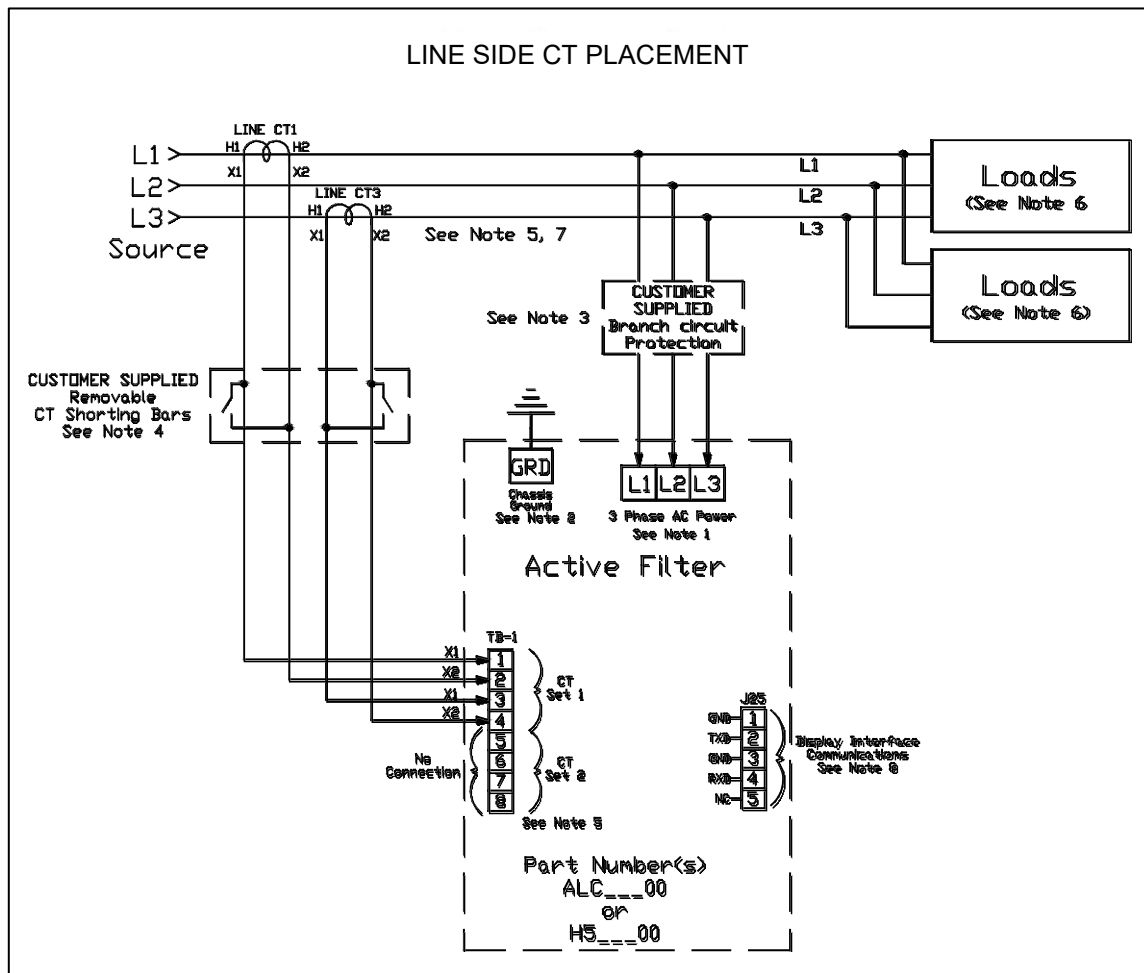 LINE SIDE CT PLACEMENT
LINE CT1
H1 H2
L1
X1 X2
L1
L2
LINE CT3
L2
L3
H1 H2
X1 X2
See Note 5, 7
L3
Source
Loads
(See Note 6
Loads
(See Note 6)
See Note 3
CUSTOMER
SUPPLIED
Branch circuit
Protection
CUSTOMER SUPPLIED
Removable
CT Shorting Bars
See Note 4
GRD
Chassis
Ground
See Note 2
L1 L2 L3
3 Phase AC Power
See Note 1
Active Filter
TB-1
X1 1
X2 2
X1 3
X2 4
5
6
7
8
CT
Set 1
No
Connection
CT
Set 2
See Note 5
J25
GND 1
TXD 2
GND 3
RXD 4
NC 5
Display Interface
Communications
See Note 8
Part Number(s)
ALC___00
or
H5___00